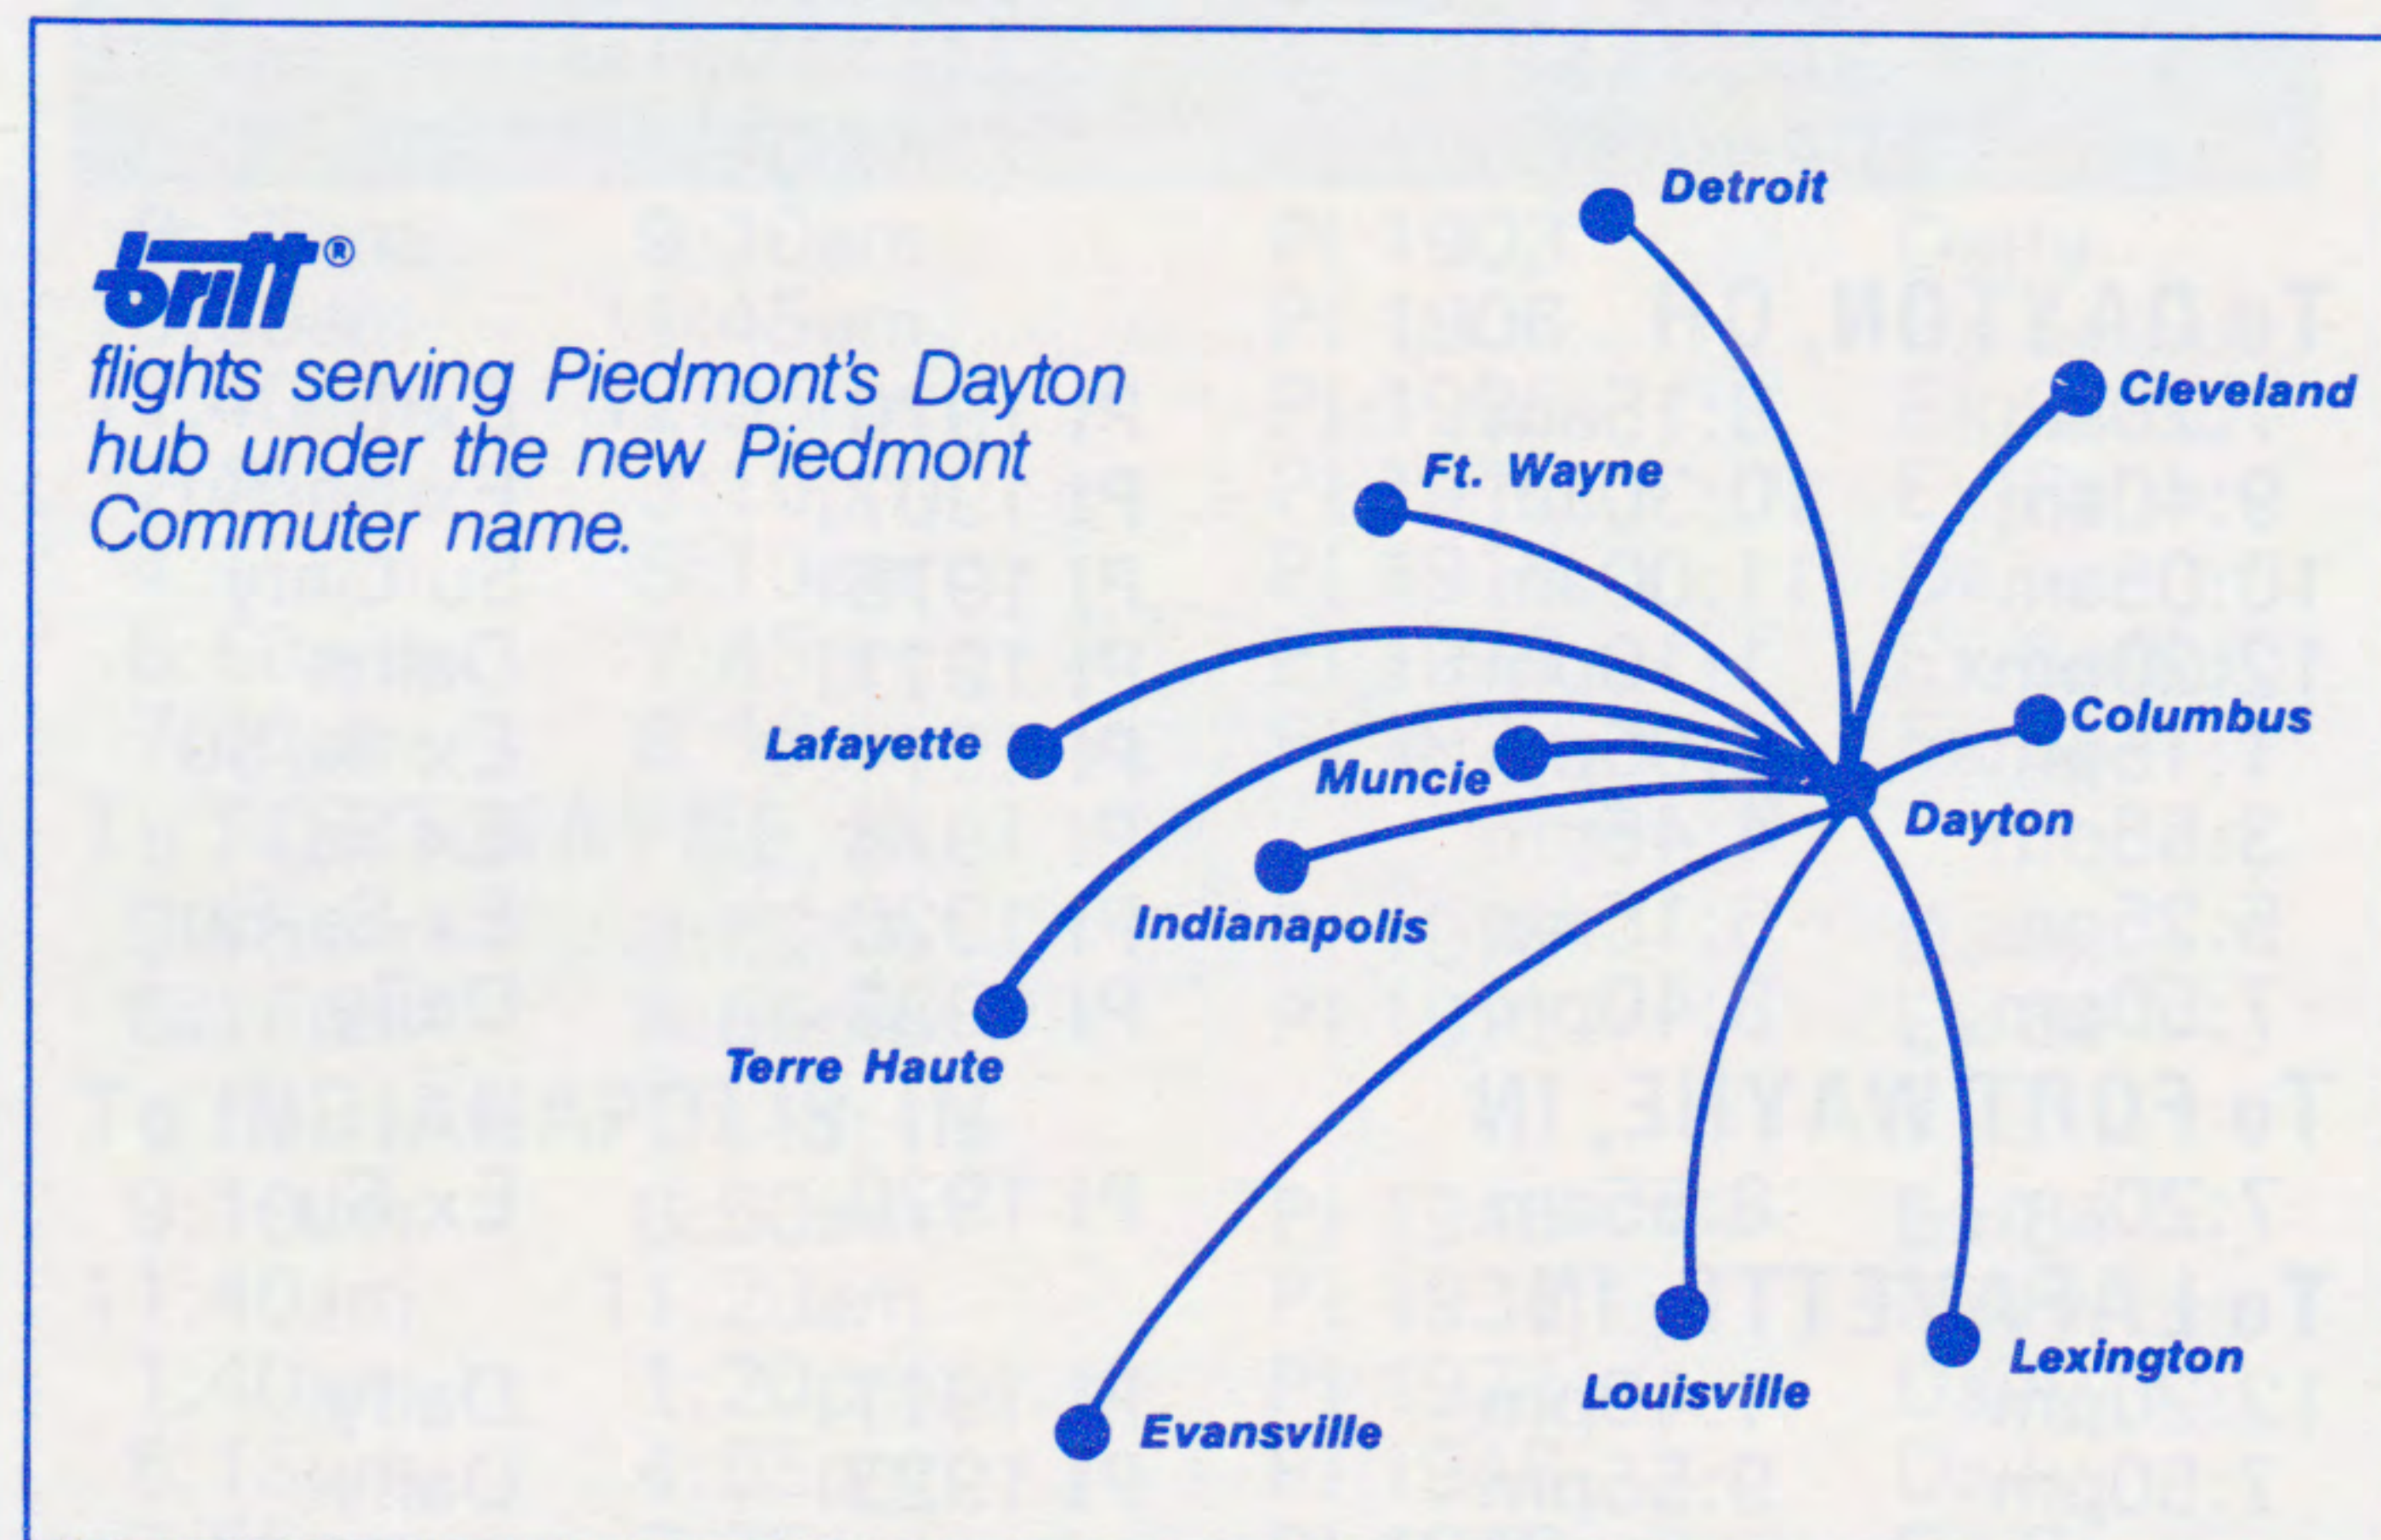 britt®
flights serving Piedmont's Dayton
hub under the new Piedmont
Commuter name.
Detroit
Cleveland
Ft. Wayne
Columbus
Lafayette
Muncie
Dayton
Indianapolis
Terre Haute
Lexington
Louisville
Evansville